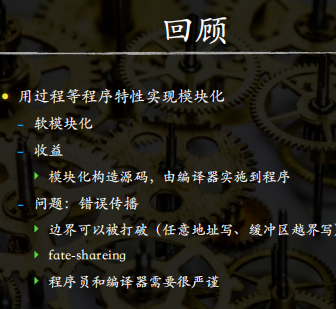 回顾
用过程等程序特性实现模块化
– 软模块化
– 收益
模块化构造源码，由编译器实施到程序
– 问题：错误传播
边界可以被打破（任意地址写、缓冲区越界写）
fate-shareing
程序员和编译器需要很严谨